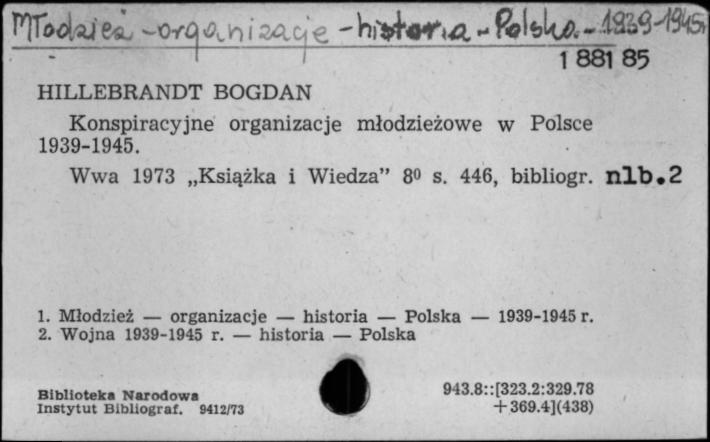 Młodzież - organizacje - historia - Polska. - 1939-1945 r.
1 881 85
HILLEBRANDT BOGDAN
Konspiracyjne organizacje młodzieżowe w Polsce
1939-1945.
Wwa 1973 „Książka i Wiedza” 8⁰ s. 446, bibliogr. nlb.2
1. Młodzież — organizacje — historia — Polska — 1939-1945 r.
2. Wojna 1939-1945 r. — historia — Polska
Biblioteka Narodowa
Instytut Bibliograf. 9412/73
943.8::[323.2:329.78
+369.4](438)